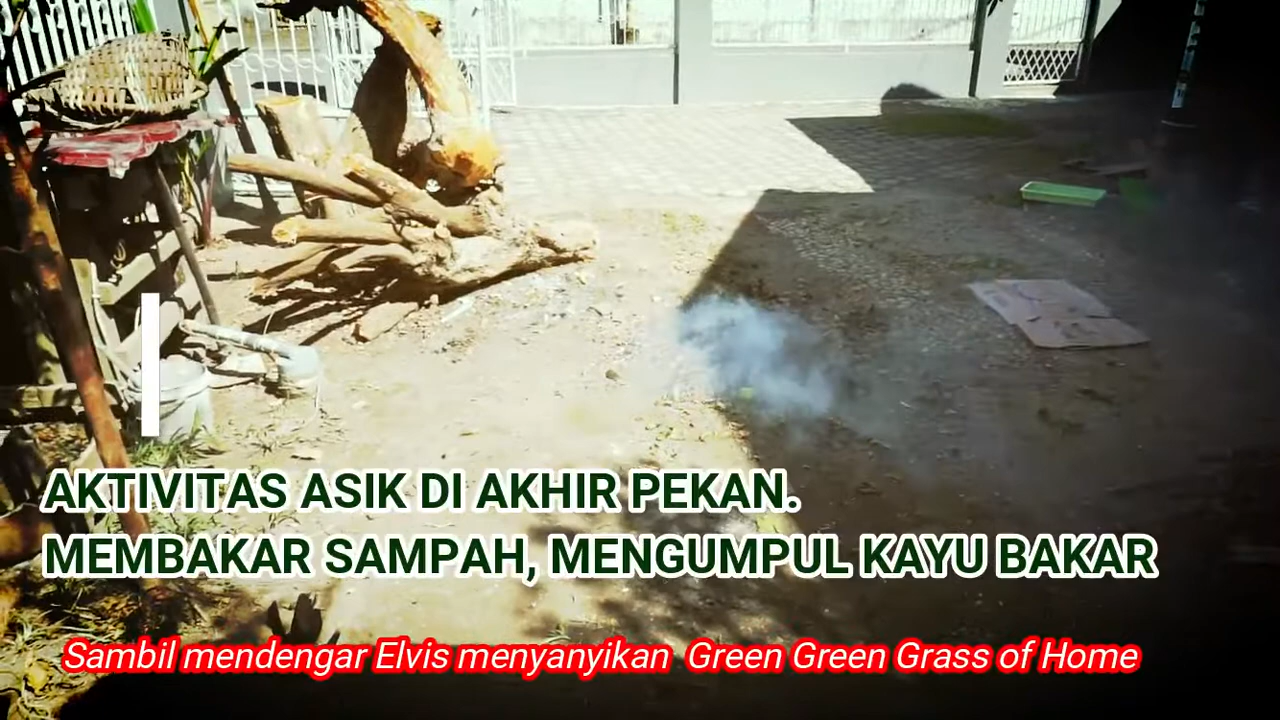 AKTIVITAS ASIK DI AKHIR PEKAN.
MEMBAKAR SAMPAH, MENGUMPUL KAYU BAKAR
Sambil mendengar Elvis menyanyikan Green Green Grass of Home